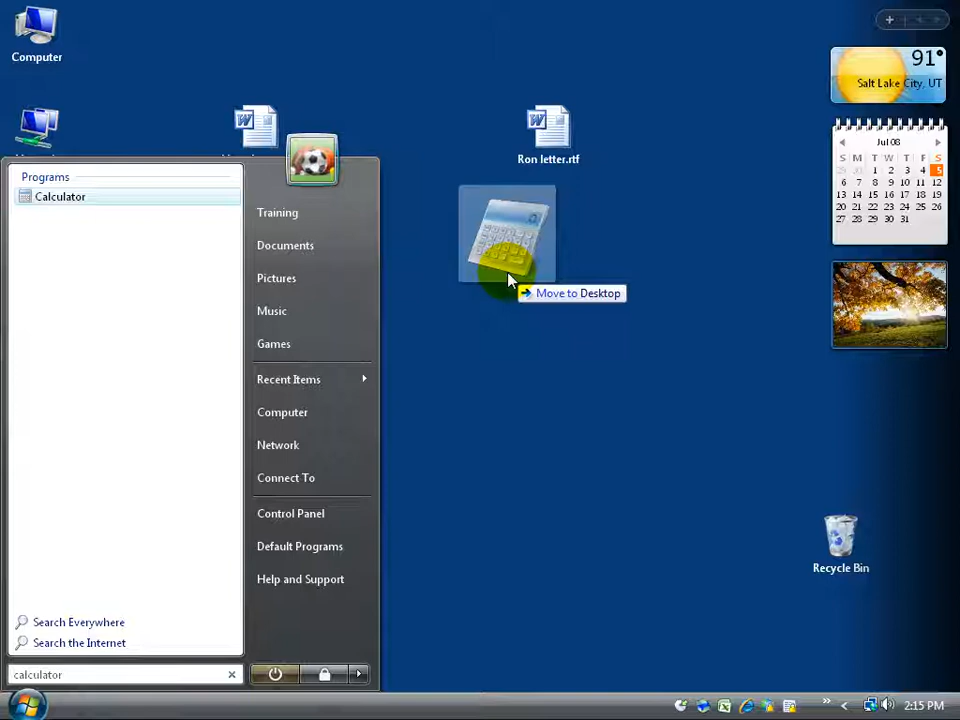 Computer
Ron letter.rtf
Move to Desktop
Programs
Calculator
Training
Documents
Pictures
Music
Games
Recent Items
Computer
Network
Connect To
Control Panel
Default Programs
Help and Support
Search Everywhere
Search the Internet
calculator
91°
Salt Lake City, UT
Jul 08
S M T W T F S
29 30 1 2 3 4 5
6 7 8 9 10 11 12
13 14 15 16 17 18 19
20 21 22 23 24 25 26
27 28 29 30 31
Recycle Bin
2:15 PM